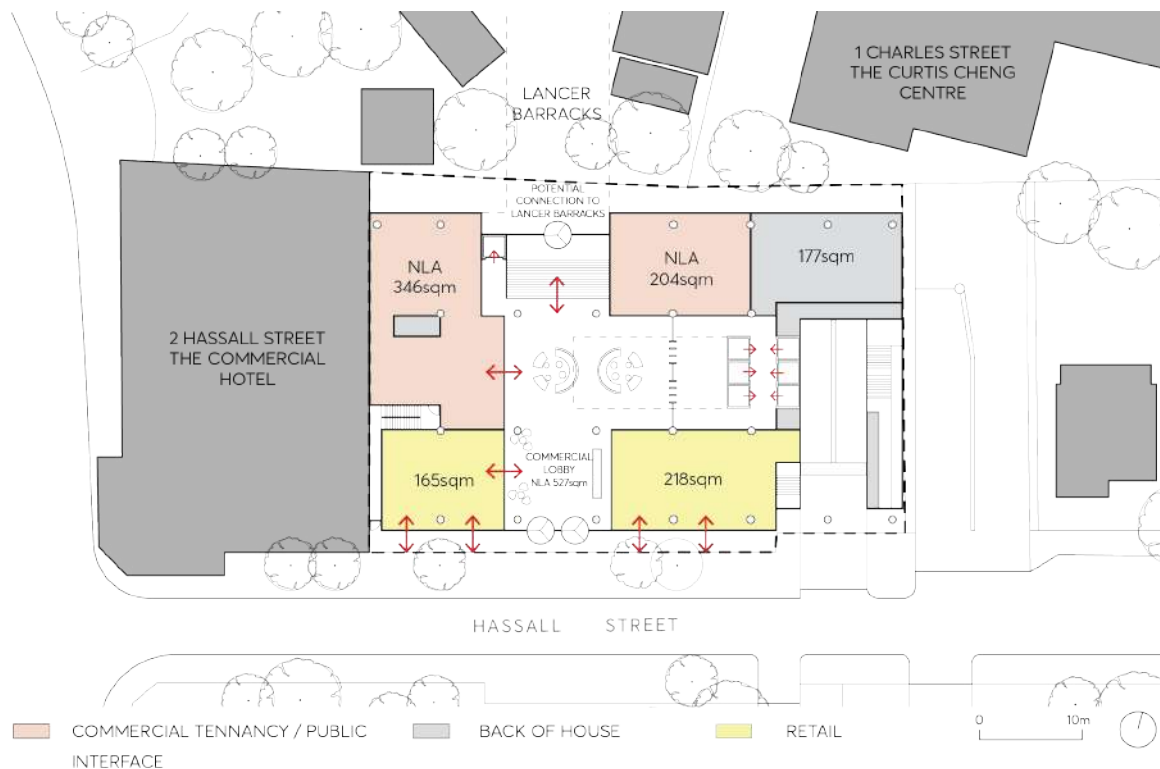 1 CHARLES STREET
THE CURTIS CHENG
CENTRE
LANCER
BARRACKS
POTENTIAL
CONNECTION TO
LANCER BARRACKS
NLA
346sqm
NLA
204sqm
177sqm
2 HASSALL STREET
THE COMMERCIAL
HOTEL
165sqm
COMMERCIAL
LOBBY
NLA 527sqm
218sqm
HASSALL STREET
COMMERCIAL TENNANCY / PUBLIC
INTERFACE
BACK OF HOUSE
RETAIL
0 10m